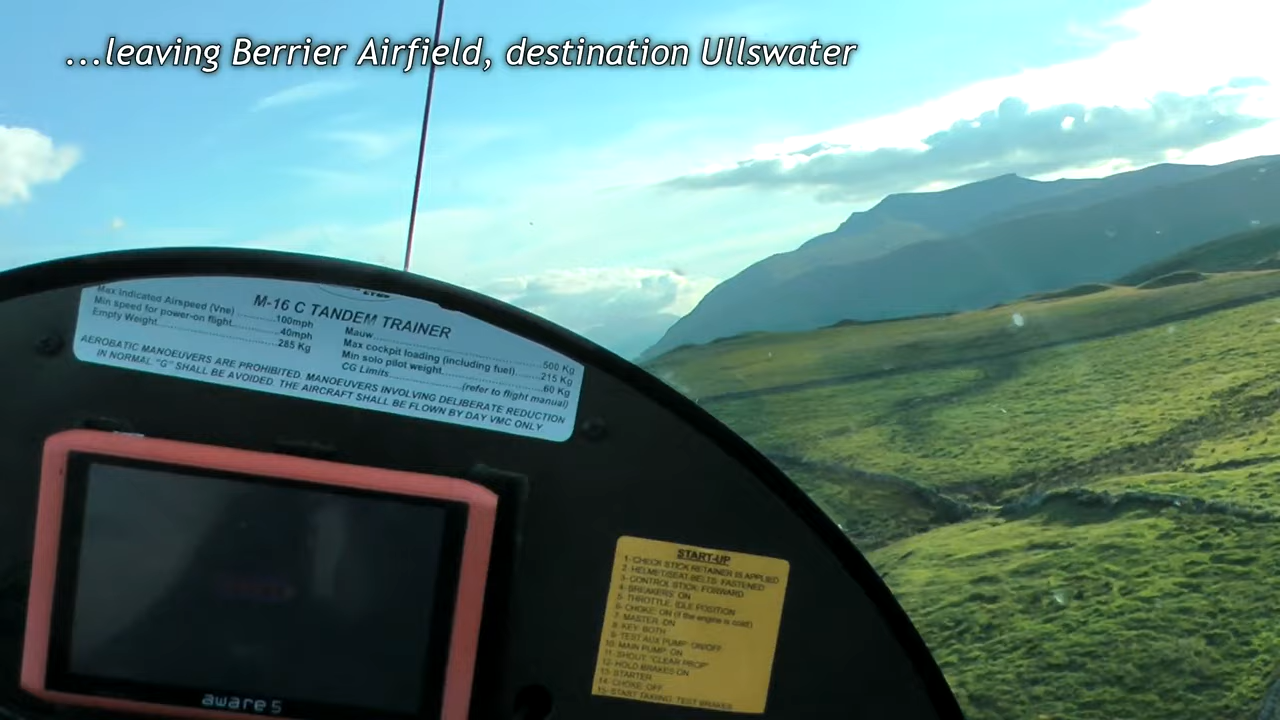 ...leaving Berrier Airfield, destination Ullswater
M-16 C TANDEM TRAINER
Max Indicated Airspeed (Vne)..........100mph
Min speed for power-on flight..........40mph
Empty Weight..........285 Kg
Mauw..........500 Kg
Max cockpit loading (including fuel)..........215 Kg
Min solo pilot weight..........60 Kg
CG Limits..........(refer to flight manual)
AEROBATIC MANOEUVERS ARE PROHIBITED. MANOEUVERS INVOLVING DELIBERATE REDUCTION
IN NORMAL "G" SHALL BE AVOIDED. THE AIRCRAFT SHALL BE FLOWN BY DAY VMC ONLY
START-UP
1- CHECK STICK RETAINER IS APPLIED
2- HELMET/SEAT-BELTS: FASTENED
3- CONTROL STICK: FORWARD
4- BREAKERS: ON
5- THROTTLE: IDLE POSITION
6- CHOKE: ON (if the engine is cold)
7- MASTER: ON
8- KEY: BOTH
9- TEST AUX PUMP: ON/OFF
10- MAIN PUMP: ON
11- SHOUT: "CLEAR PROP"
12- HOLD BRAKES ON
13- STARTER
14- CHOKE: OFF
15- START TAXIING: TEST BRAKES
aware 5